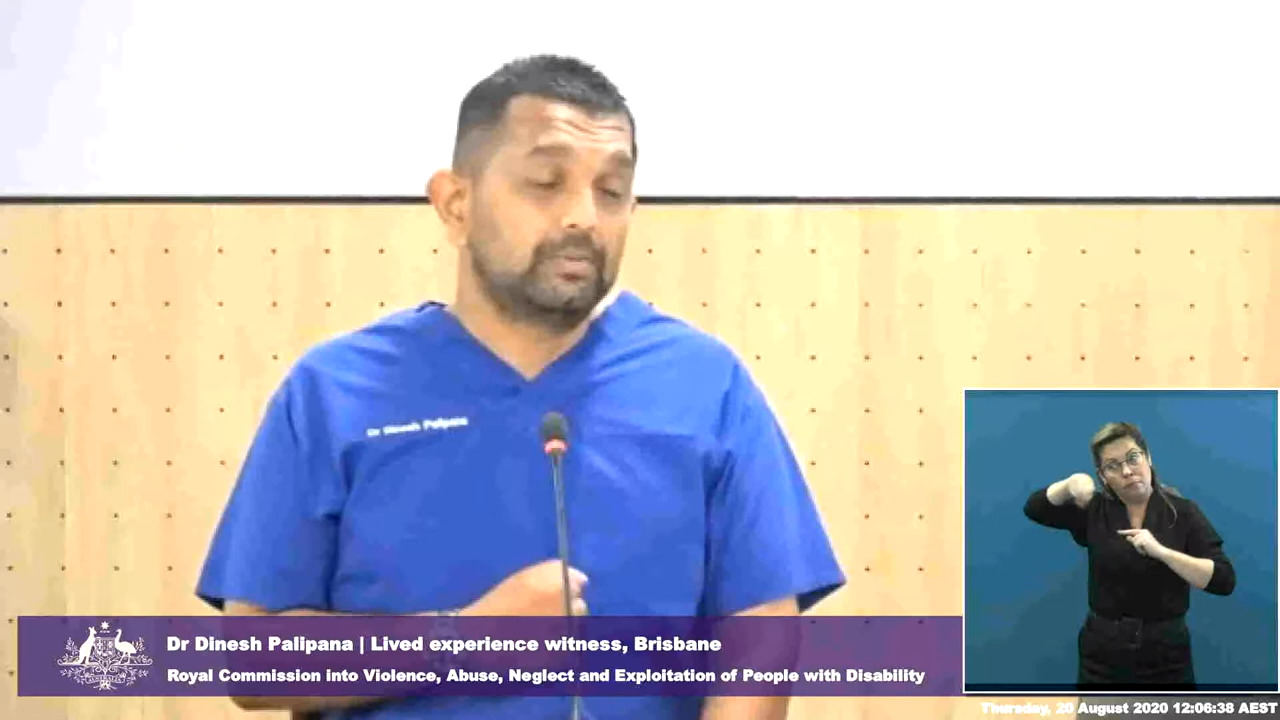 Dr Dinesh Palipana
Dr Dinesh Palipana | Lived experience witness, Brisbane
Royal Commission into Violence, Abuse, Neglect and Exploitation of People with Disability
Thursday, 20 August 2020 12:06:38 AEST